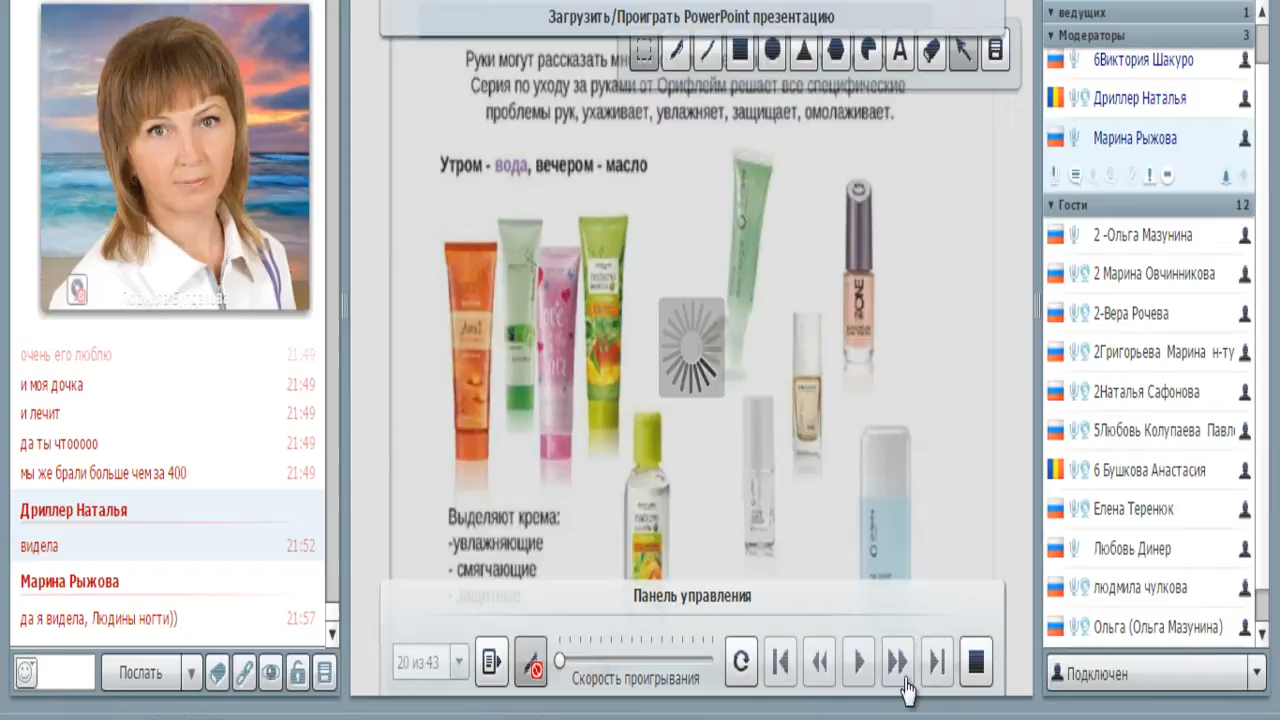 очень его люблю 21:49
и моя дочка 21:49
и лечит 21:49
да ты чтооооо 21:49
мы же брали больше чем за 400 21:49
Дриллер Наталья
видела 21:52
Марина Рыжова
да я видела, Людины ногти)) 21:57
Послать
Загрузить/Проиграть PowerPoint презентацию
A
Руки могут рассказать
Серия по уходу за руками от Орифлейм решает все специфические
проблемы рук, ухаживает, увлажняет, защищает, омолаживает.
Утром - вода, вечером - масло
ONE
Выделяют крема:
-увлажняющие
- смягчающие
- защитные
Панель управления
20 из 43
Скорость проигрывания
ведущих 1
Модераторы 3
6Виктория Шакуро
Дриллер Наталья
Марина Рыжова
Гости 12
2 -Ольга Мазунина
2 Марина Овчинникова
2-Вера Рочева
2Григорьева Марина н-ту
2Наталья Сафонова
5Любовь Колупаева Павл
6 Бушкова Анастасия
Елена Теренюк
Любовь Динер
людмила чулкова
Ольга (Ольга Мазунина)
Подключен